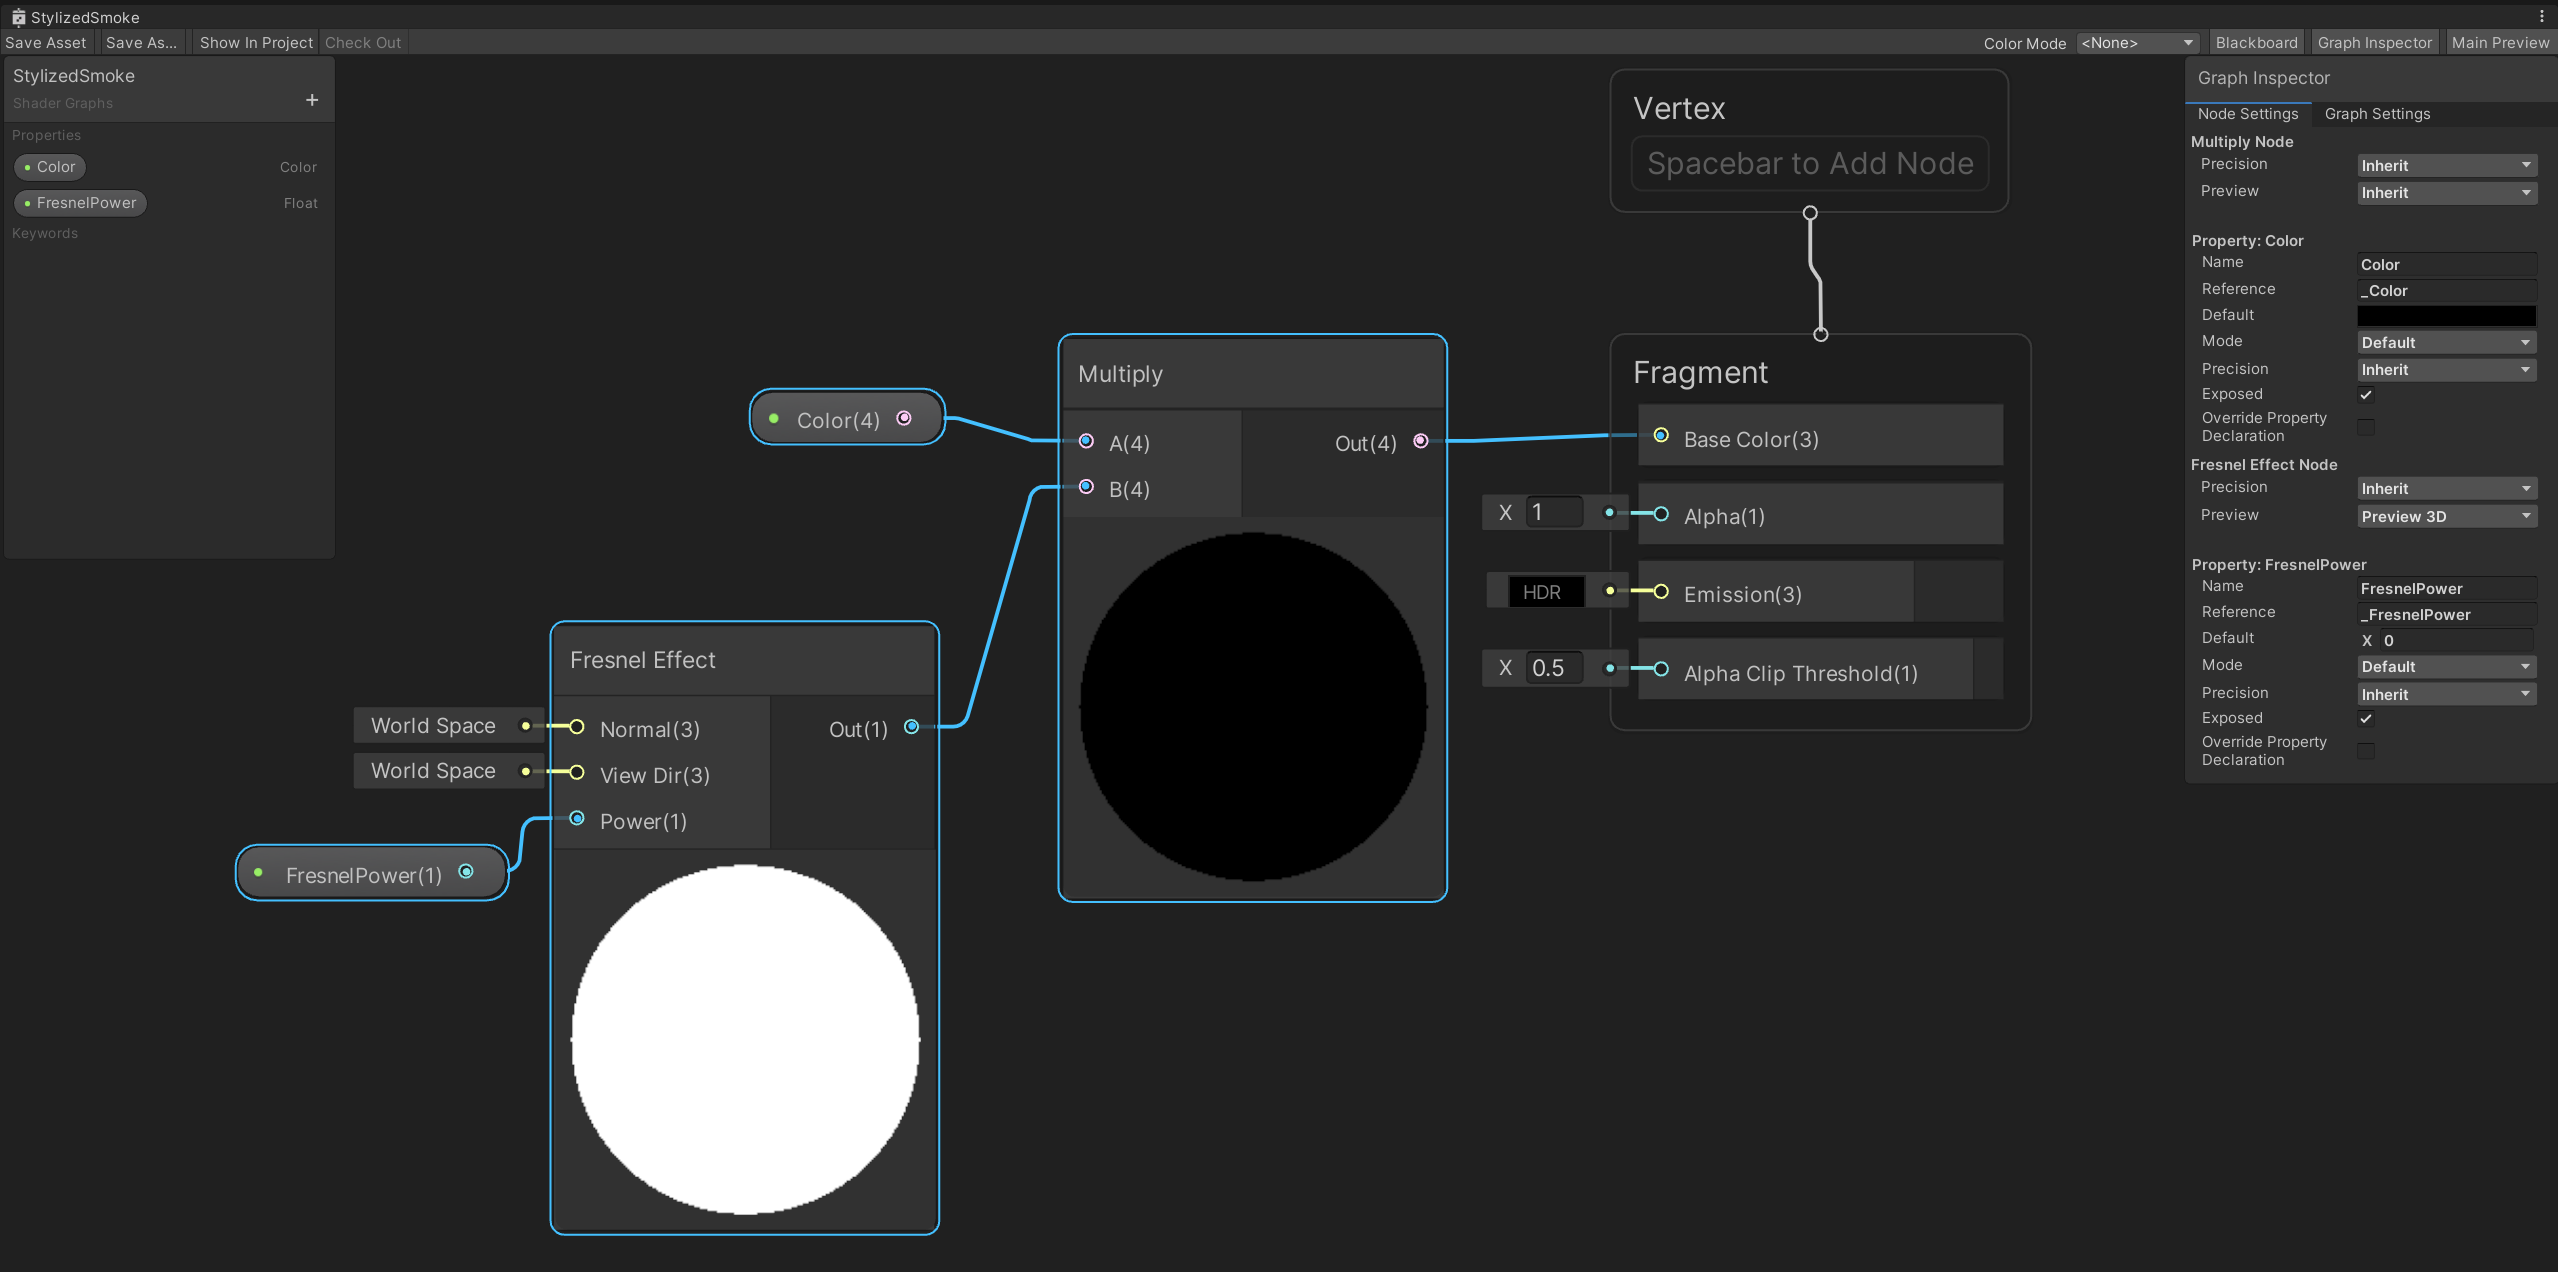 StylizedSmoke
Save Asset Save As... Show In Project Check Out Color Mode <None> Blackboard Graph Inspector Main Preview
StylizedSmoke
Shader Graphs
+
Properties
Color Color
FresnelPower Float
Keywords
Vertex
Spacebar to Add Node
Fragment
Base Color(3)
X 1 Alpha(1)
HDR Emission(3)
X 0.5 Alpha Clip Threshold(1)
Multiply
A(4) Out(4)
B(4)
Color(4)
Fresnel Effect
World Space Normal(3) Out(1)
World Space View Dir(3)
Power(1)
FresnelPower(1)
Graph Inspector
Node Settings Graph Settings
Multiply Node
Precision Inherit
Preview Inherit
Property: Color
Name Color
Reference _Color
Default
Mode Default
Precision Inherit
Exposed
Override Property
Declaration
Fresnel Effect Node
Precision Inherit
Preview Preview 3D
Property: FresnelPower
Name FresnelPower
Reference _FresnelPower
Default X 0
Mode Default
Precision Inherit
Exposed
Override Property
Declaration